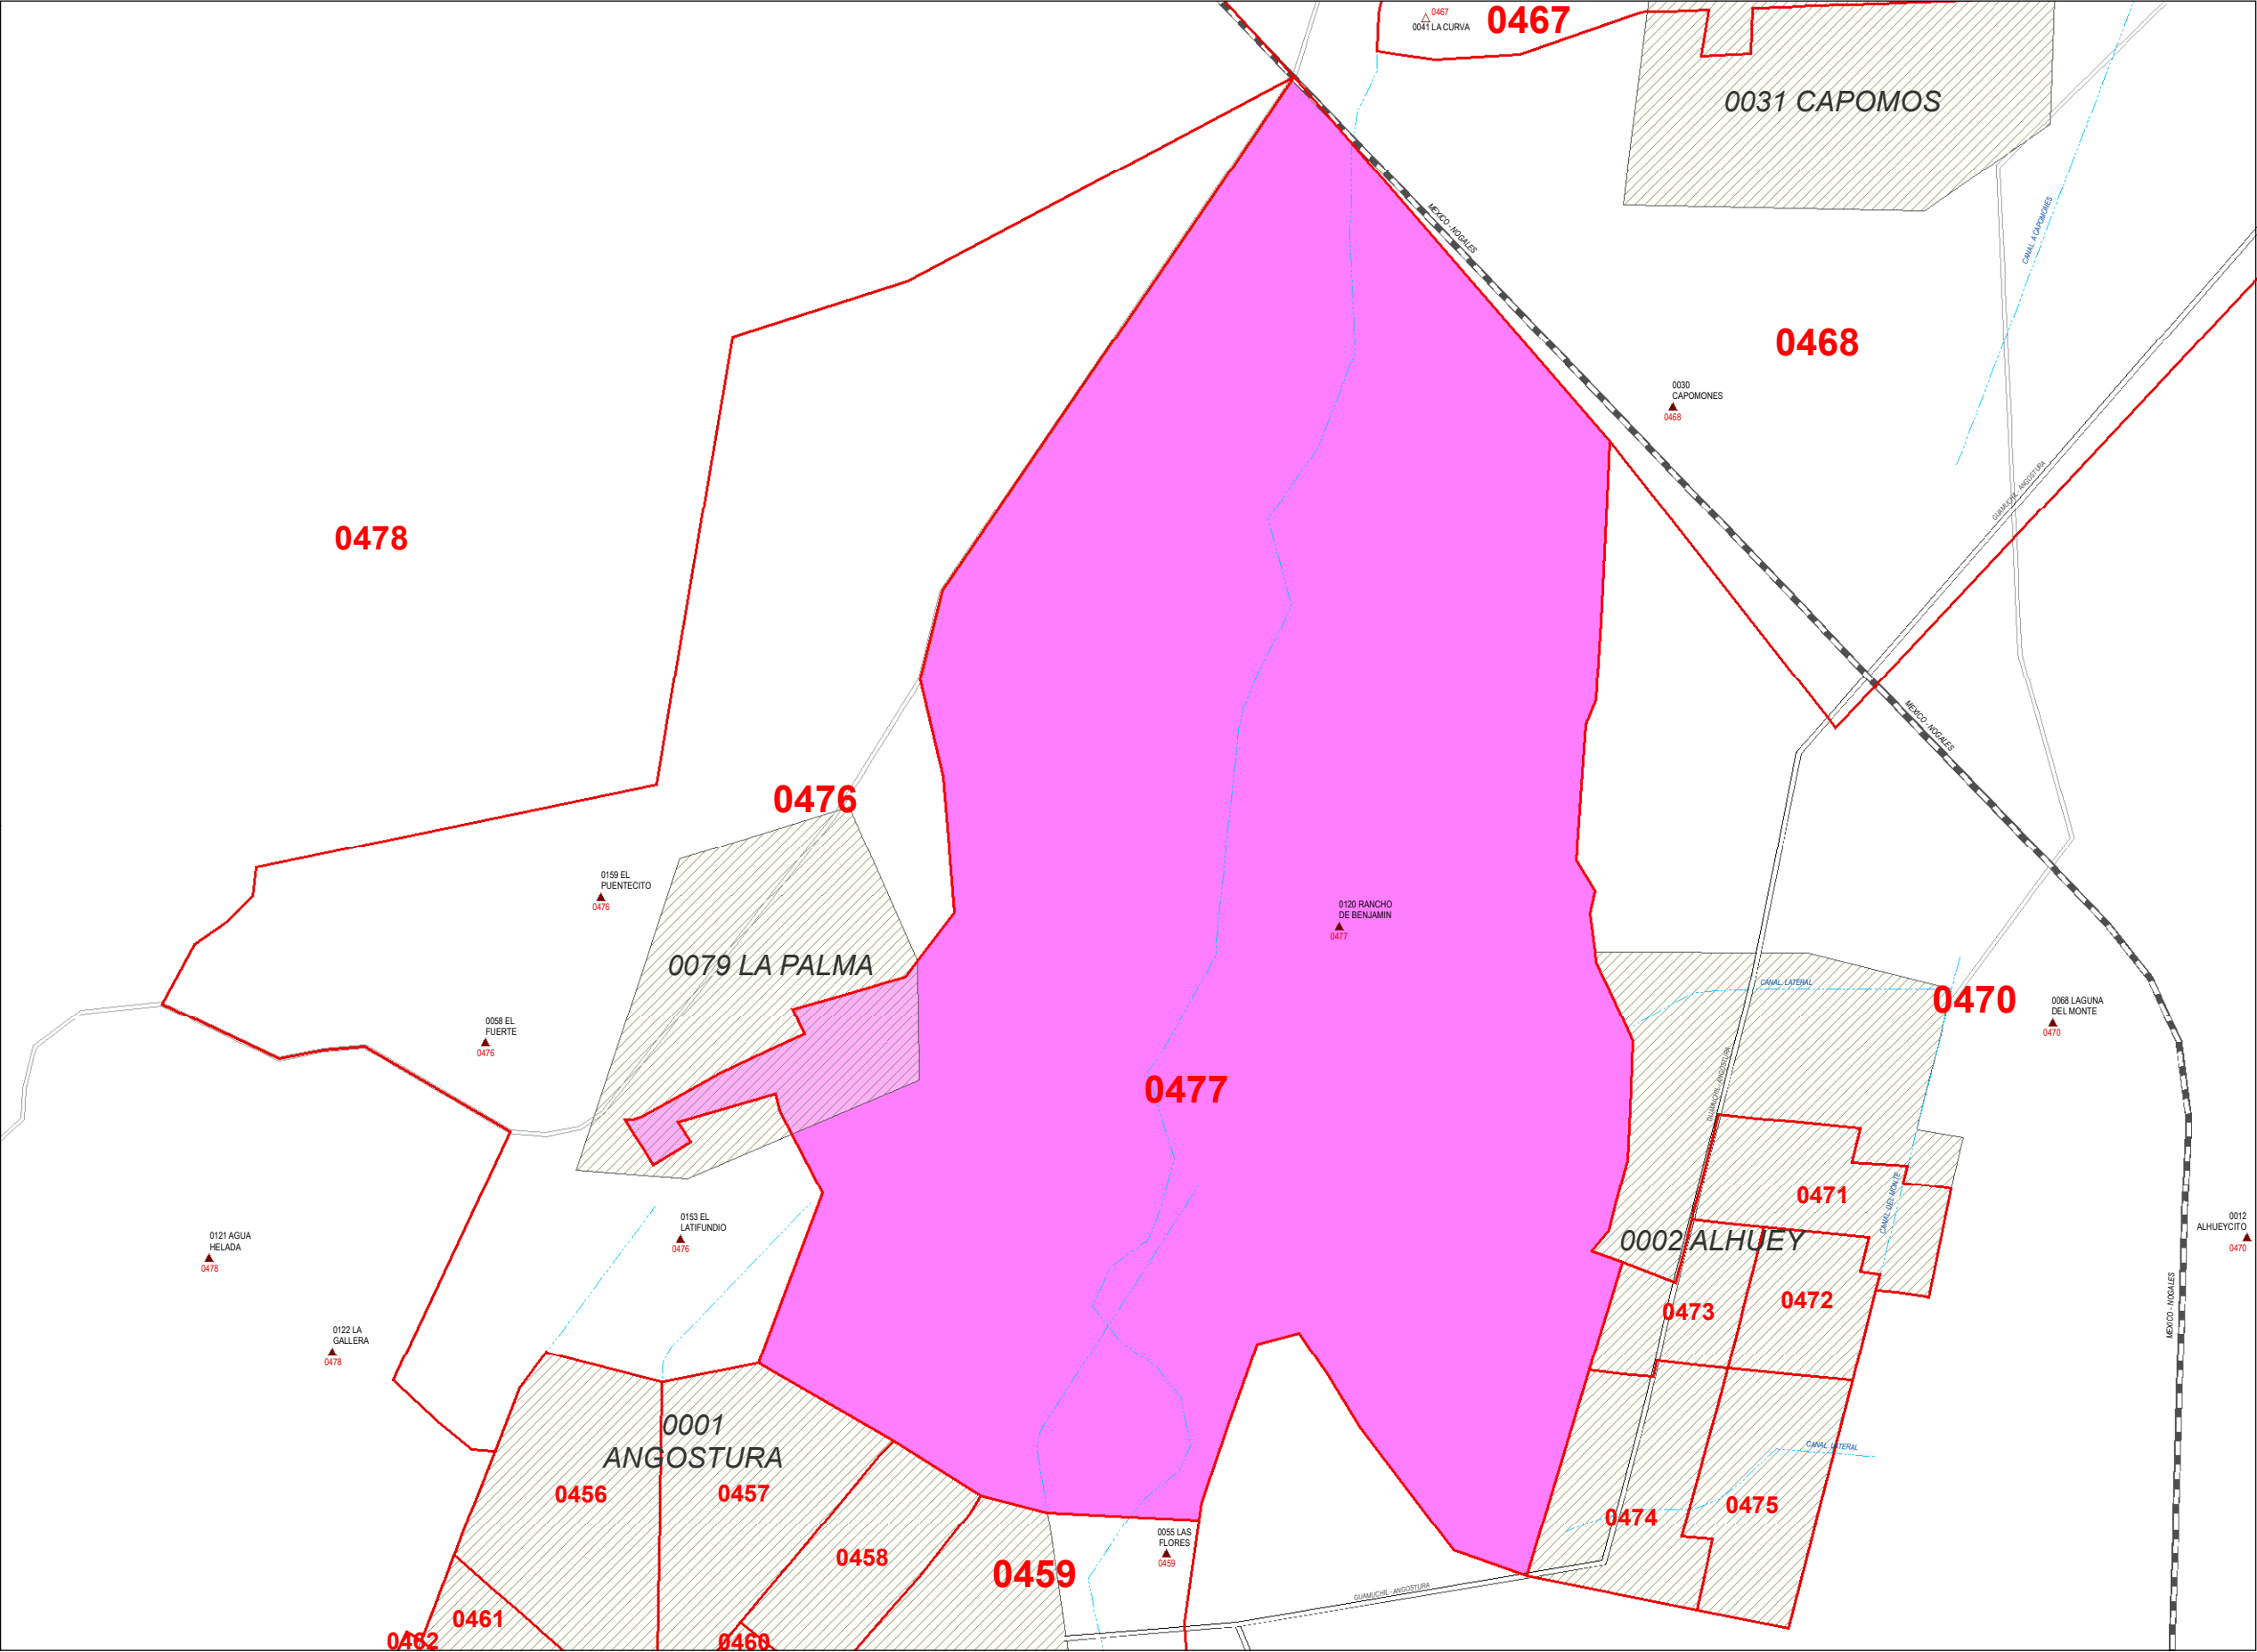 0467
0041 LA CURVA
0467
0031 CAPOMOS
MEXICO - NOGALES
CANAL A CAPOMONES
0468
0030
CAPOMONES
0468
GUAMUCHIL - ANGOSTURA
0478
MEXICO - NOGALES
0476
0159 EL
PUENTECITO
0476
0120 RANCHO
DE BENJAMIN
0477
0079 LA PALMA
CANAL LATERAL
0470
0068 LAGUNA
DEL MONTE
0470
0058 EL
FUERTE
0476
0477
GUAMUCHIL - ANGOSTURA
0471
CANAL DEL MONTE
0153 EL
LATIFUNDIO
0476
0121 AGUA
HELADA
0478
0002 ALHUEY
0012
ALHUEYCITO
0470
0473
0472
MEXICO - NOGALES
0122 LA
GALLERA
0478
0001
ANGOSTURA
CANAL LATERAL
0456
0457
0474
0475
0458
0459
0055 LAS
FLORES
0459
GUAMUCHIL - ANGOSTURA
0461
0462
0460